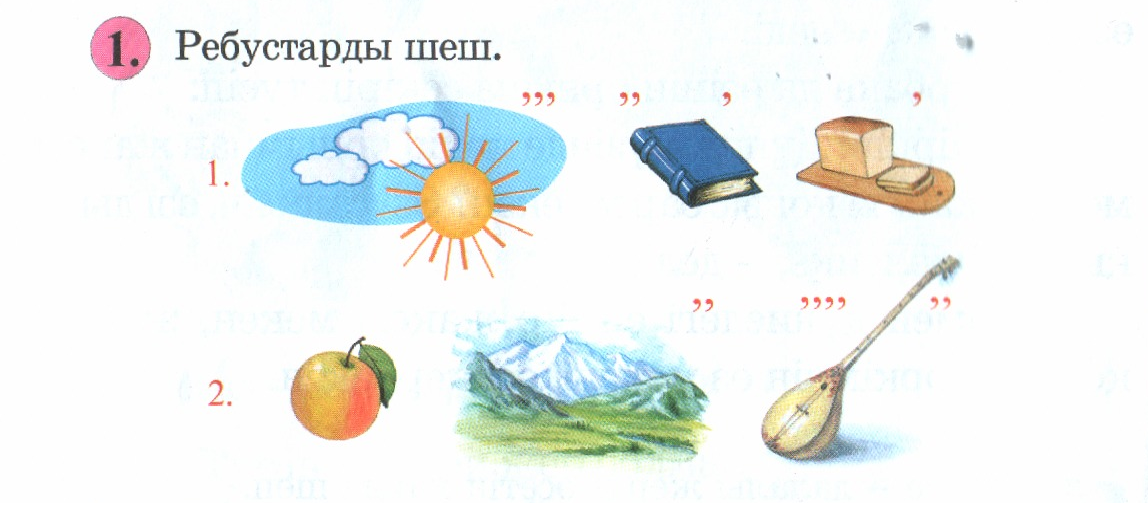 1. Ребустарды шеш.
1. ,,, ,, , ,
2. ,, ,,,, ,,